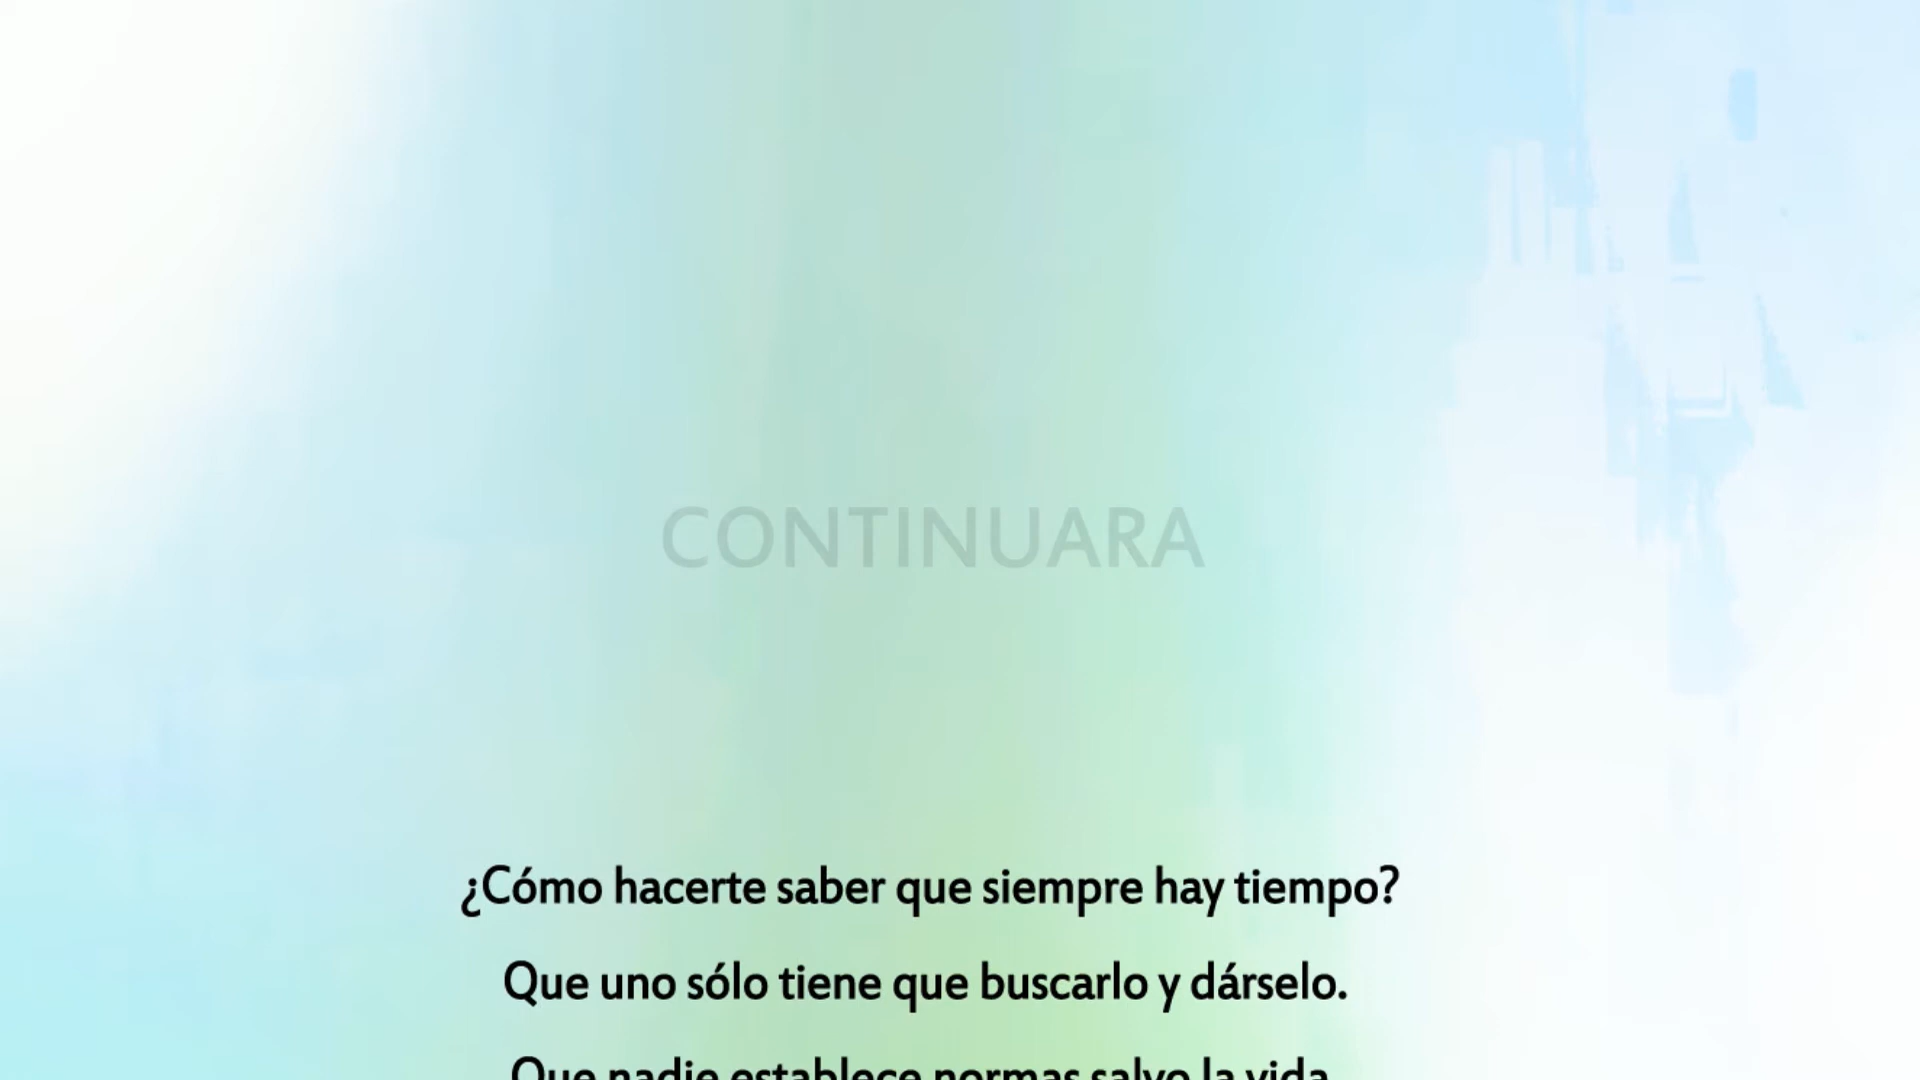 CONTINUARA
¿Cómo hacerte saber que siempre hay tiempo?
Que uno sólo tiene que buscarlo y dárselo.
Que nadie establece normas salvo la vida